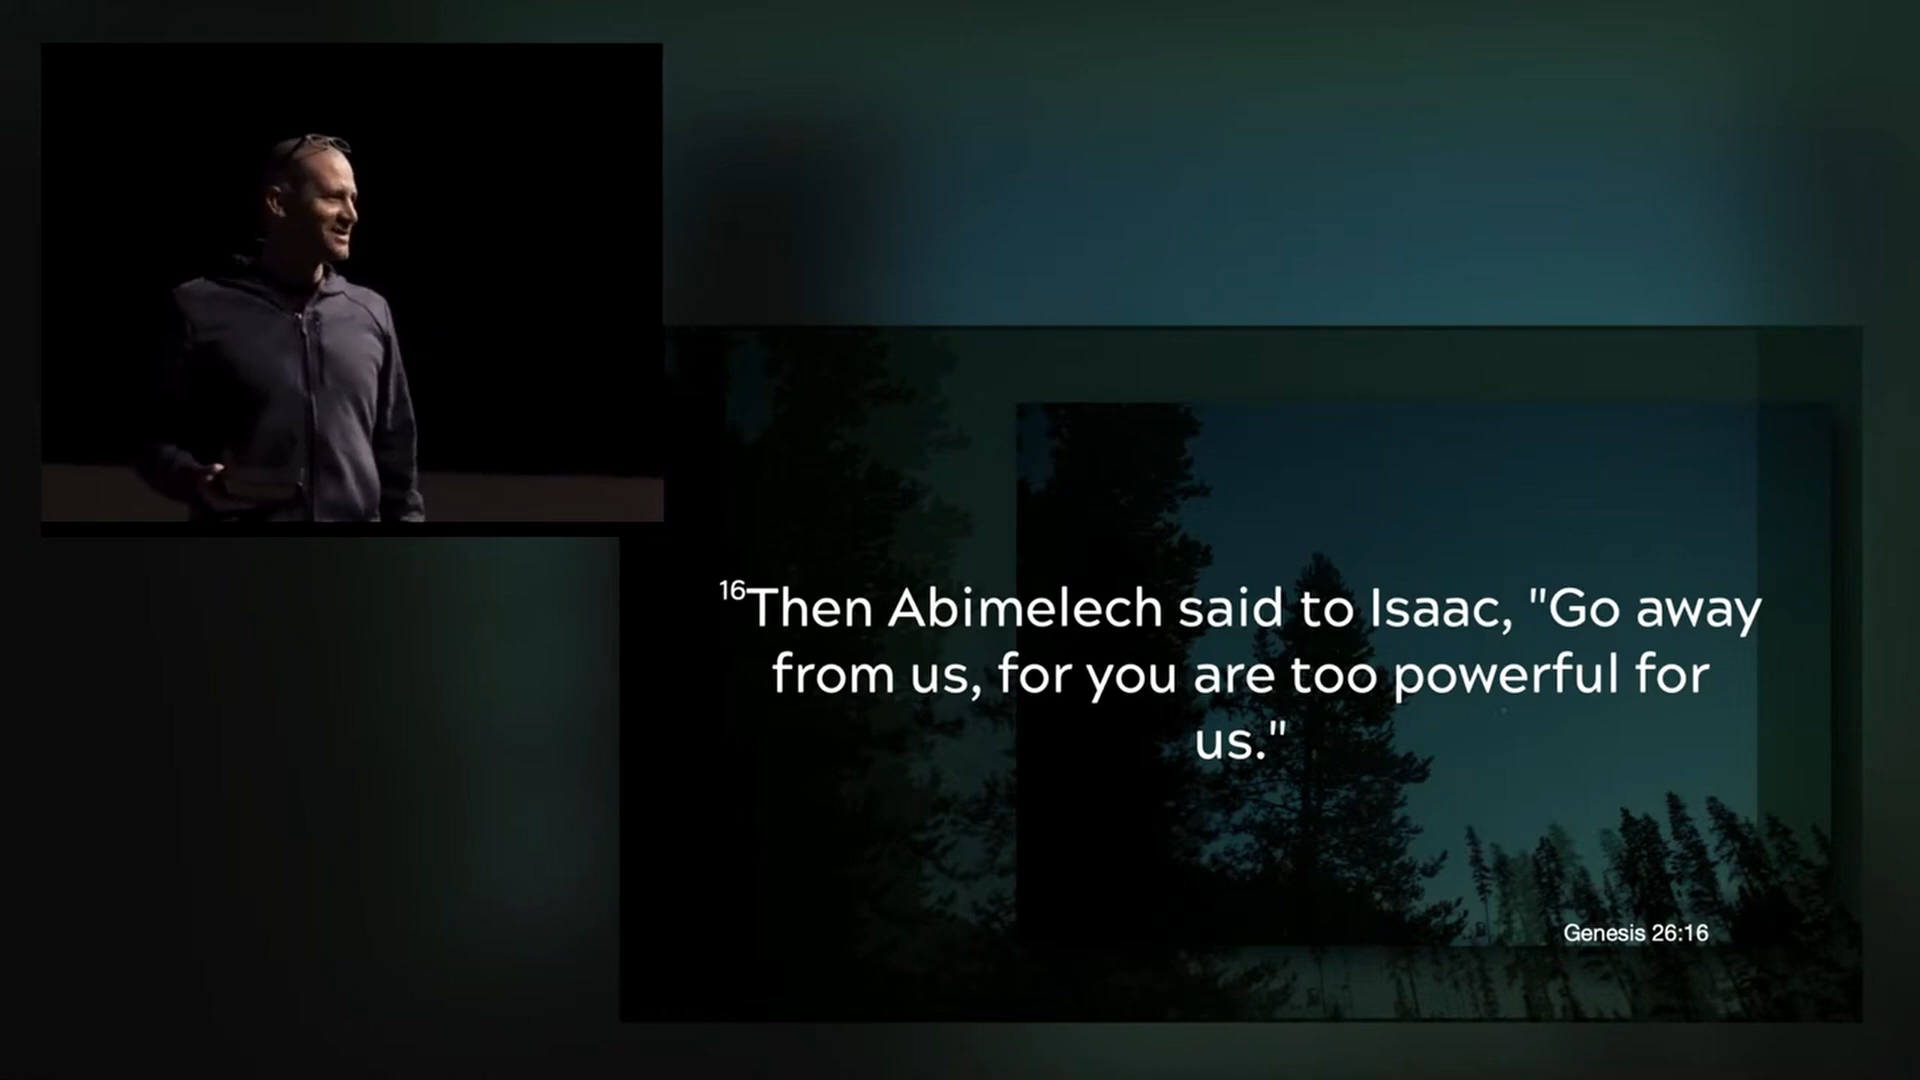 16Then Abimelech said to Isaac, "Go away
from us, for you are too powerful for
us."
Genesis 26:16